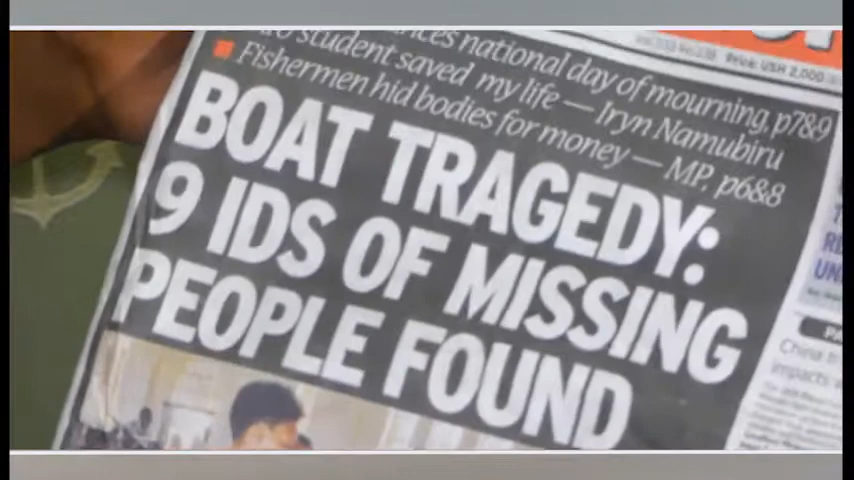 national day of mourning, p7&9
student saved my life — Iryn Namubiru
Fishermen hid bodies for money — MP, p6&8
BOAT TRAGEDY:
9 IDS OF MISSING
PEOPLE FOUND
Price: USH 2,000
China
impacts